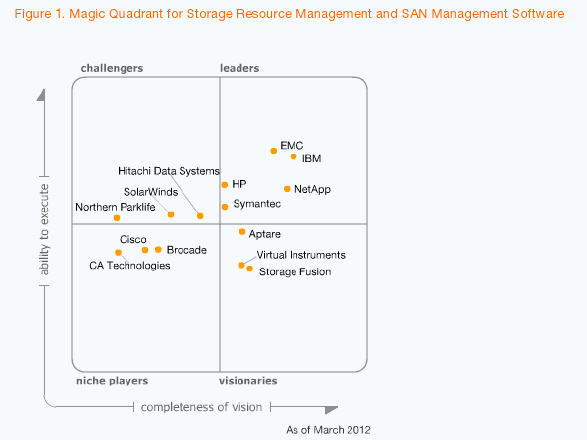 Figure 1. Magic Quadrant for Storage Resource Management and SAN Management Software
challengers
leaders
EMC
IBM
Hitachi Data Systems
HP
NetApp
SolarWinds
Symantec
Northern Parklife
Aptare
Cisco
Brocade
Virtual Instruments
CA Technologies
Storage Fusion
ability to execute
niche players
visionaries
completeness of vision
As of March 2012